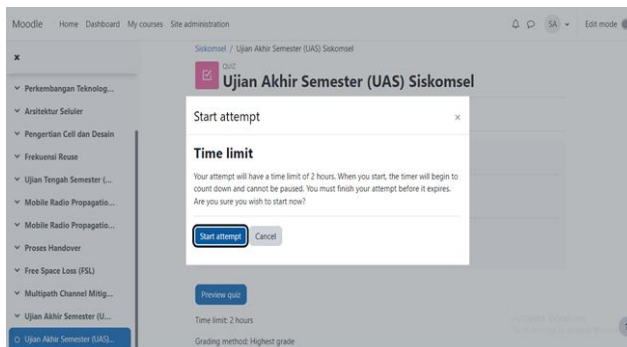 Moodle Home Dashboard My courses Site administration SA Edit mode
Siskomsel / Ujian Akhir Semester (UAS) Siskomsel
QUIZ
Ujian Akhir Semester (UAS) Siskomsel
Perkembangan Teknolog...
Arsitektur Seluler
Pengertian Cell dan Desain
Frekuensi Reuse
Ujian Tengah Semester (...
Mobile Radio Propagatio...
Mobile Radio Propagatio...
Proses Handover
Free Space Loss (FSL)
Multipath Channel Mitig...
Ujian Akhir Semester (U...
Ujian Akhir Semester (UAS)...
Start attempt
Time limit
Your attempt will have a time limit of 2 hours. When you start, the timer will begin to
count down and cannot be paused. You must finish your attempt before it expires.
Are you sure you wish to start now?
Start attempt Cancel
Preview quiz
Time limit: 2 hours
Grading method: Highest grade